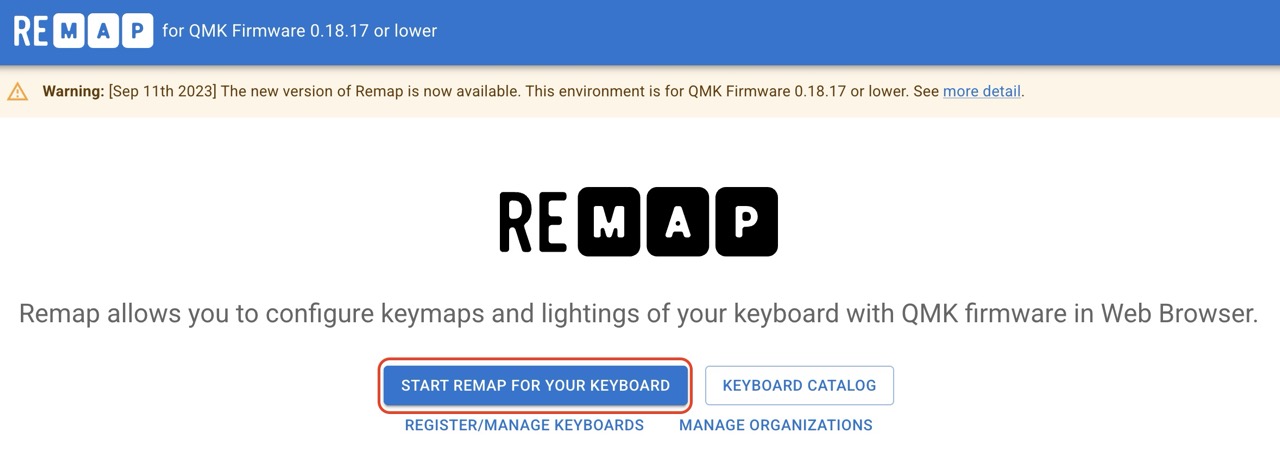 REMAP for QMK Firmware 0.18.17 or lower
Warning: [Sep 11th 2023] The new version of Remap is now available. This environment is for QMK Firmware 0.18.17 or lower. See more detail.
REMAP
Remap allows you to configure keymaps and lightings of your keyboard with QMK firmware in Web Browser.
START REMAP FOR YOUR KEYBOARD KEYBOARD CATALOG
REGISTER/MANAGE KEYBOARDS MANAGE ORGANIZATIONS